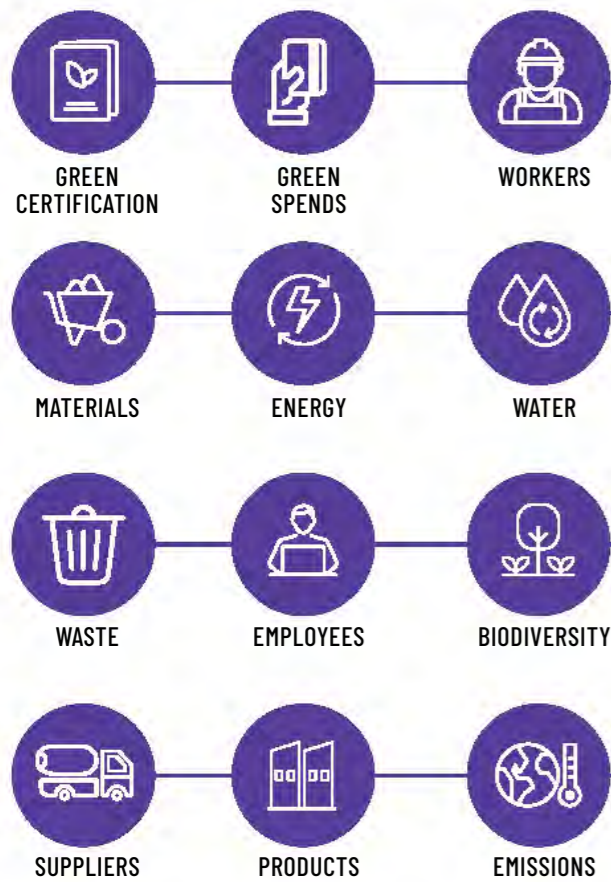 GREEN
CERTIFICATION
GREEN
SPENDS
WORKERS
MATERIALS
ENERGY
WATER
WASTE
EMPLOYEES
BIODIVERSITY
SUPPLIERS
PRODUCTS
EMISSIONS